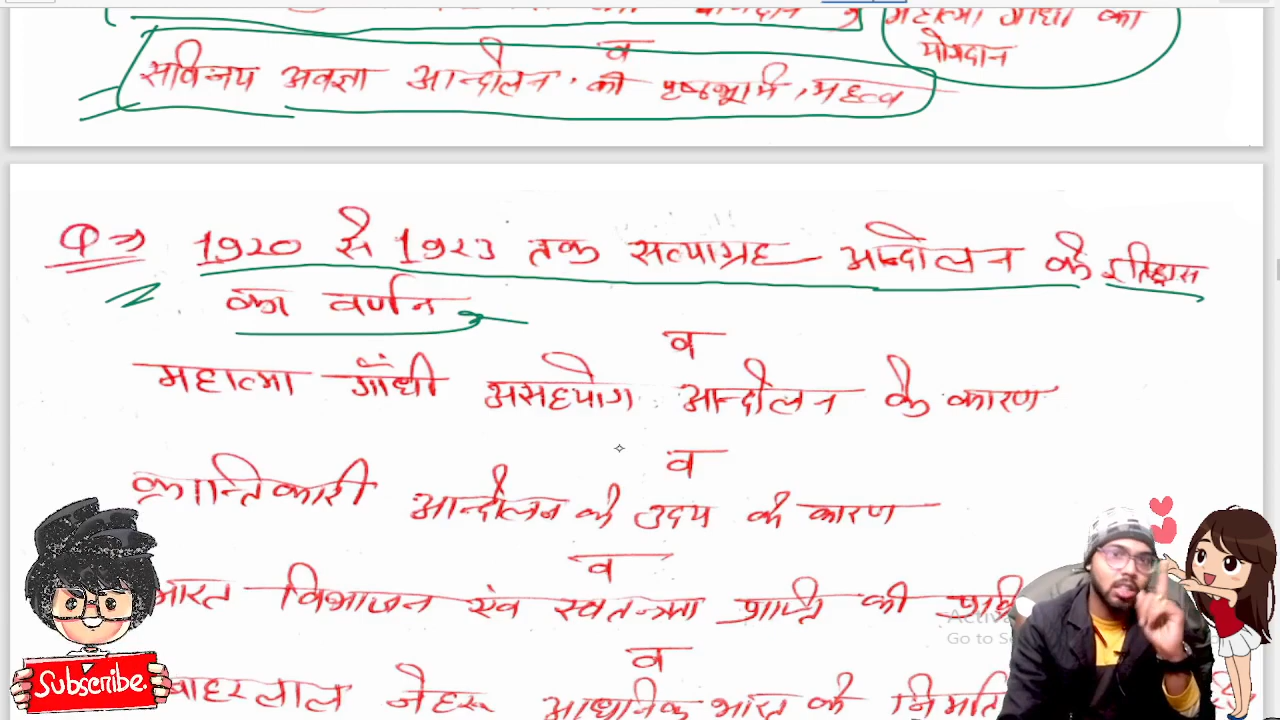 महात्मा गांधी का
योगदान
व
सविनय अवज्ञा आन्दोलन, की पृष्ठभूमि, महत्व
Q⇒ 1920 से 1923 तक सत्याग्रह आन्दोलन के इतिहास
का वर्णन
व
महात्मा गाँधी असहयोग आन्दोलन के कारण
व
क्रान्तिकारी आन्दोलन के उदय के कारण
व
भारत विभाजन एंव स्वतन्त्रता प्राप्ति की
व
जवाहरलाल नेहरू आधुनिक भारत के निर्माता
Subscribe
Go to